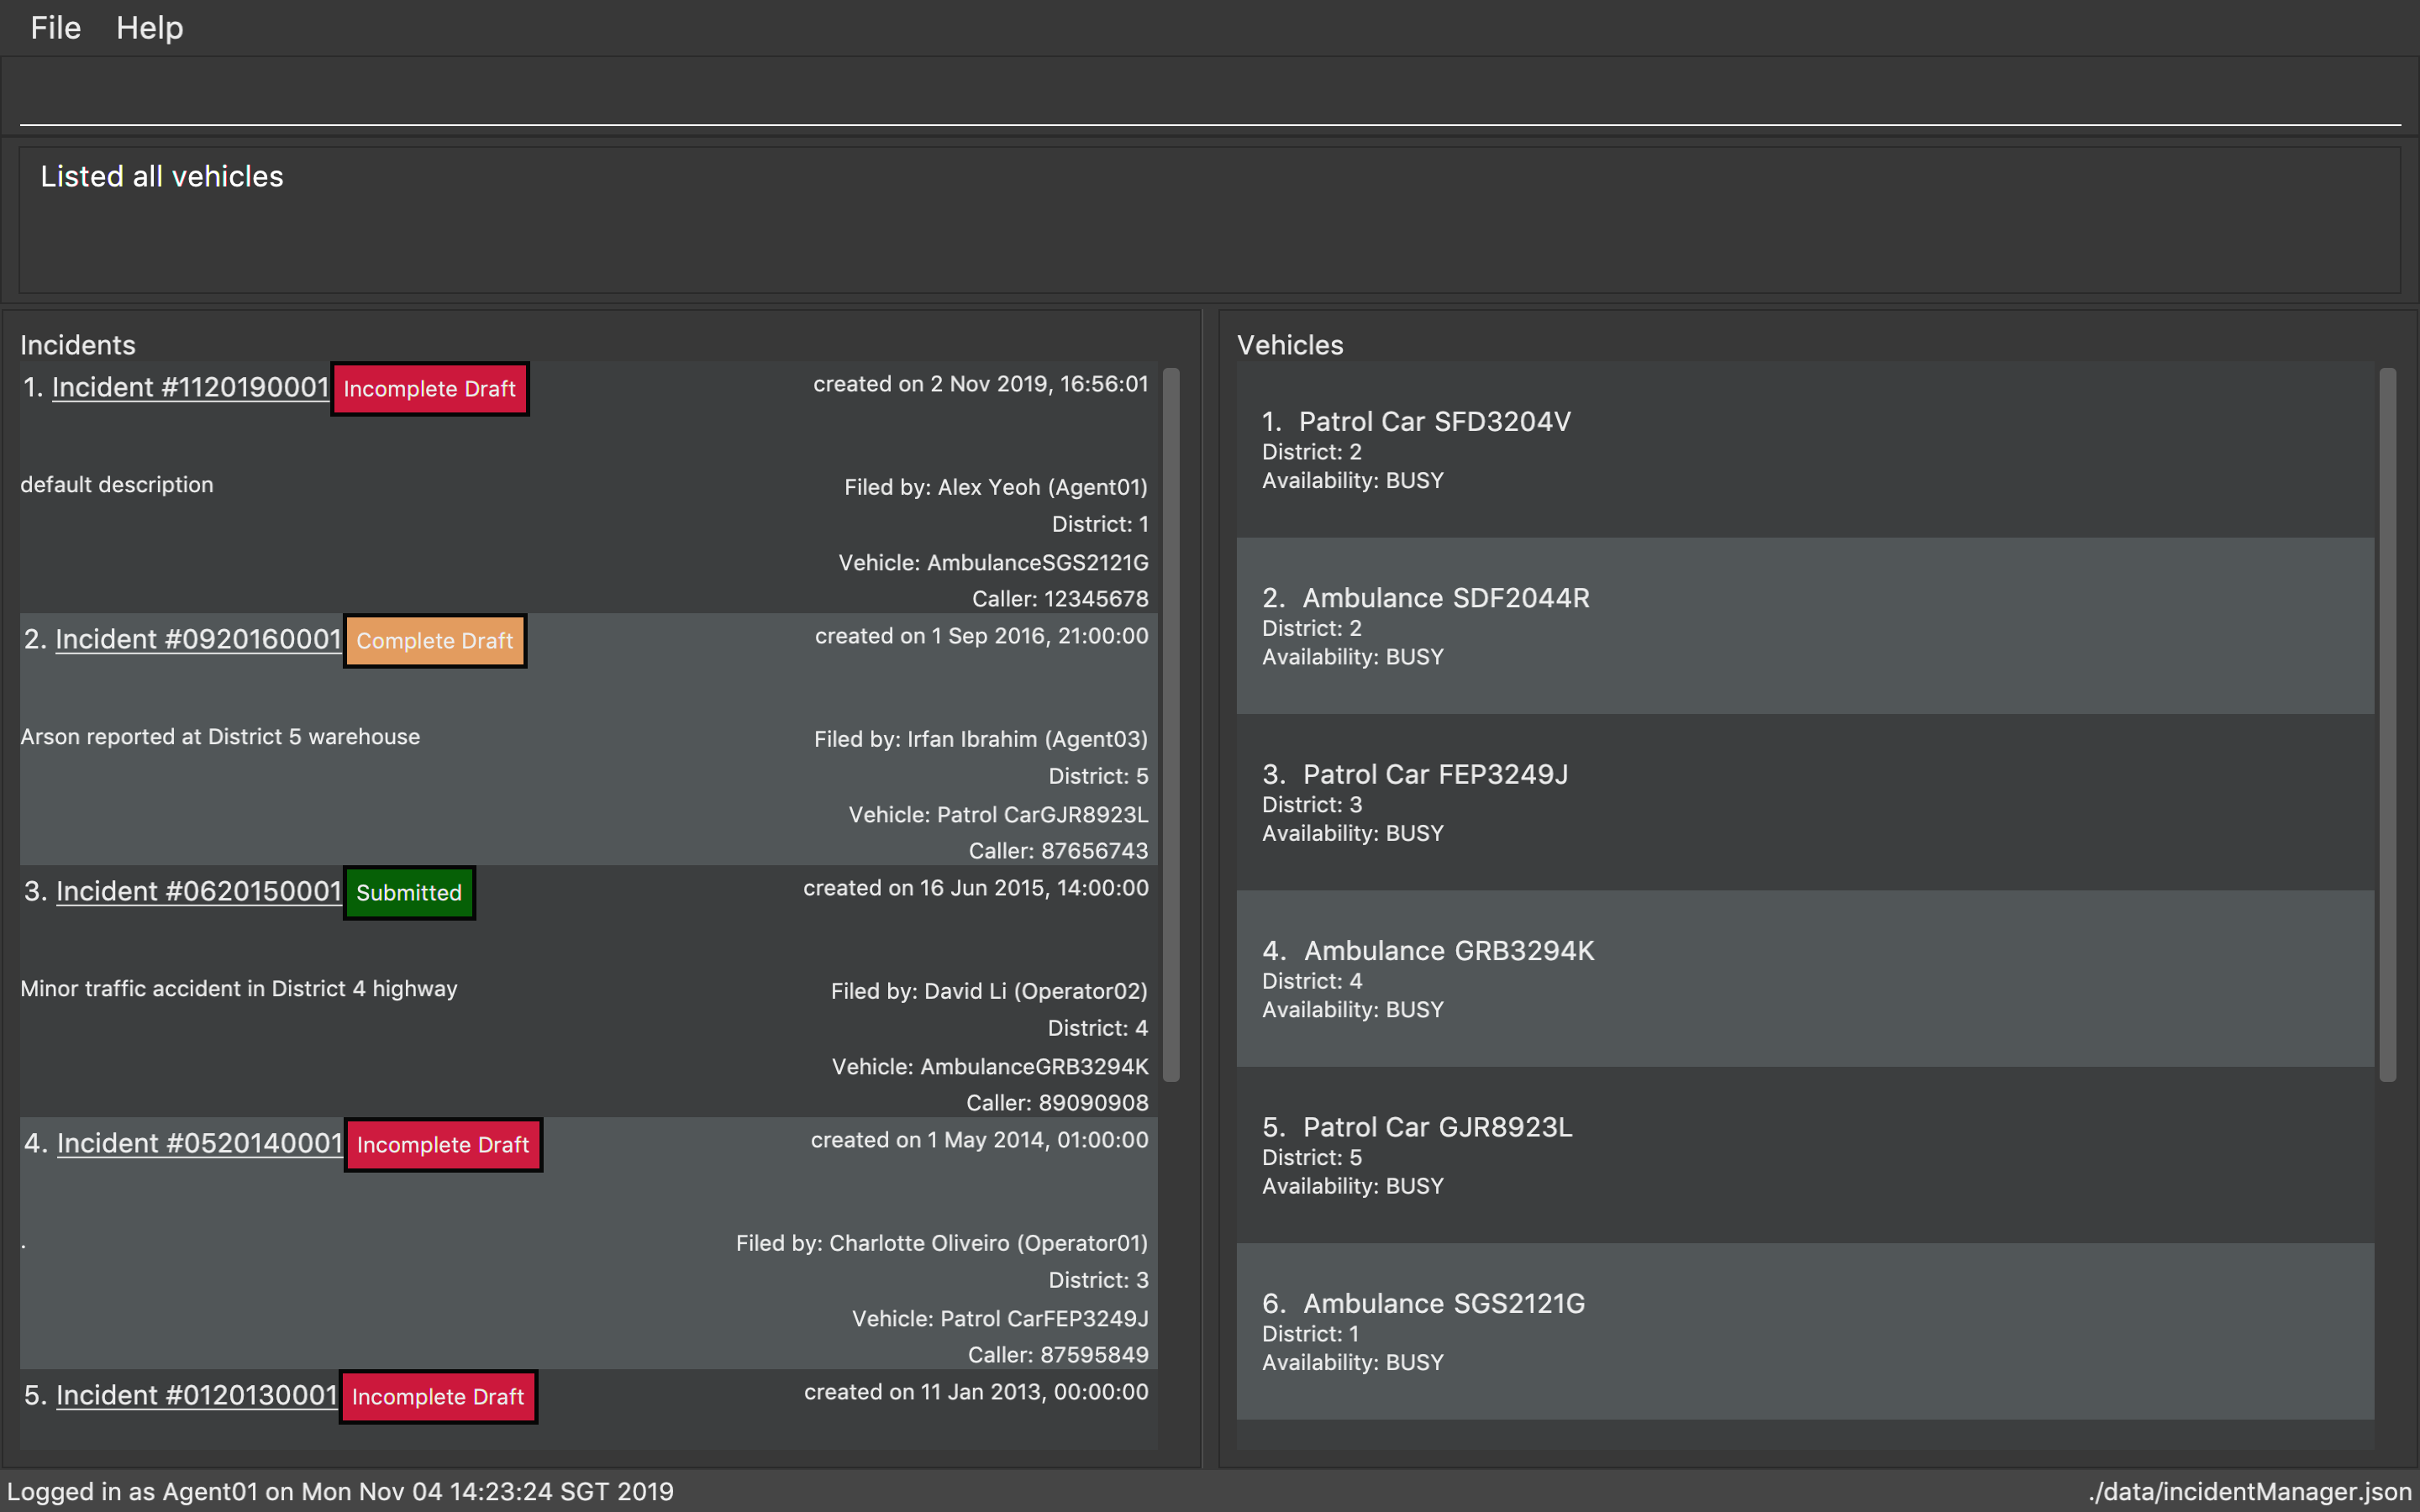 File Help
Listed all vehicles
Incidents
1. Incident #1120190001 Incomplete Draft created on 2 Nov 2019, 16:56:01
default description Filed by: Alex Yeoh (Agent01)
District: 1
Vehicle: AmbulanceSGS2121G
Caller: 12345678
2. Incident #0920160001 Complete Draft created on 1 Sep 2016, 21:00:00
Arson reported at District 5 warehouse Filed by: Irfan Ibrahim (Agent03)
District: 5
Vehicle: Patrol CarGJR8923L
Caller: 87656743
3. Incident #0620150001 Submitted created on 16 Jun 2015, 14:00:00
Minor traffic accident in District 4 highway Filed by: David Li (Operator02)
District: 4
Vehicle: AmbulanceGRB3294K
Caller: 89090908
4. Incident #0520140001 Incomplete Draft created on 1 May 2014, 01:00:00
. Filed by: Charlotte Oliveiro (Operator01)
District: 3
Vehicle: Patrol CarFEP3249J
Caller: 87595849
5. Incident #0120130001 Incomplete Draft created on 11 Jan 2013, 00:00:00
Vehicles
1. Patrol Car SFD3204V
District: 2
Availability: BUSY
2. Ambulance SDF2044R
District: 2
Availability: BUSY
3. Patrol Car FEP3249J
District: 3
Availability: BUSY
4. Ambulance GRB3294K
District: 4
Availability: BUSY
5. Patrol Car GJR8923L
District: 5
Availability: BUSY
6. Ambulance SGS2121G
District: 1
Availability: BUSY
Logged in as Agent01 on Mon Nov 04 14:23:24 SGT 2019 ./data/incidentManager.json